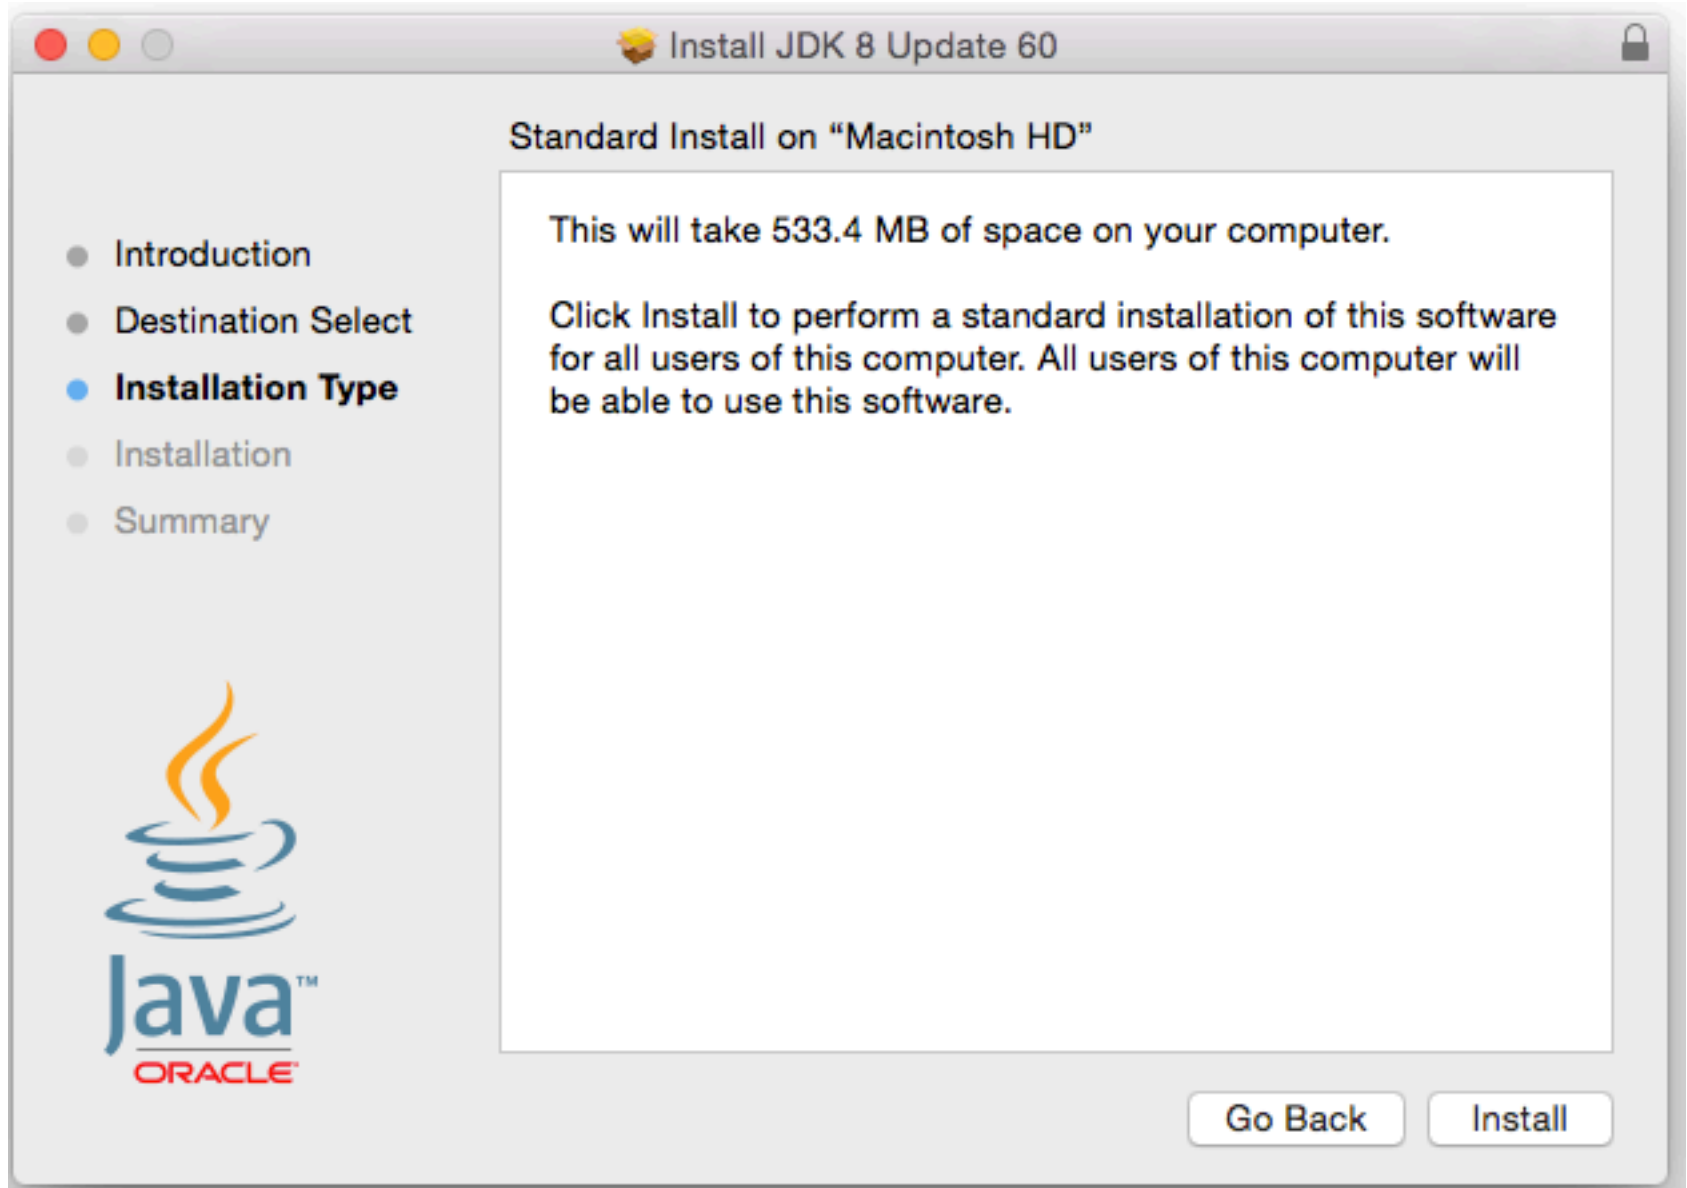 Install JDK 8 Update 60
Standard Install on “Macintosh HD”
Introduction
Destination Select
Installation Type
Installation
Summary
This will take 533.4 MB of space on your computer.
Click Install to perform a standard installation of this software
for all users of this computer. All users of this computer will
be able to use this software.
Java™
ORACLE
Go Back
Install